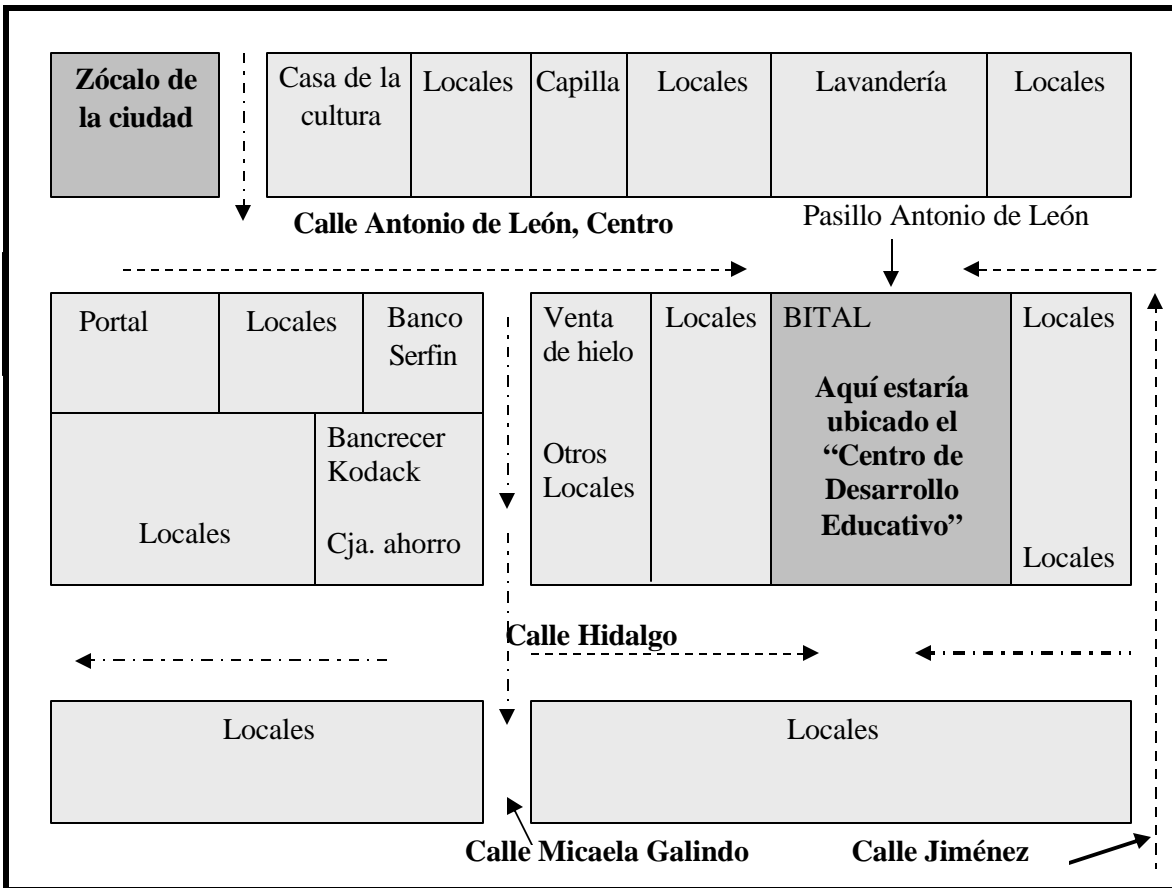 Zócalo de
la ciudad
Casa de la
cultura
Locales
Capilla
Locales
Lavandería
Locales
Calle Antonio de León, Centro
Pasillo Antonio de León
Portal
Locales
Banco
Serfin
Locales
Bancrecer
Kodack
Cja. ahorro
Venta
de hielo
Otros
Locales
Locales
BITAL
Aquí estaría
ubicado el
“Centro de
Desarrollo
Educativo”
Locales
Locales
Calle Hidalgo
Locales
Locales
Calle Micaela Galindo
Calle Jiménez